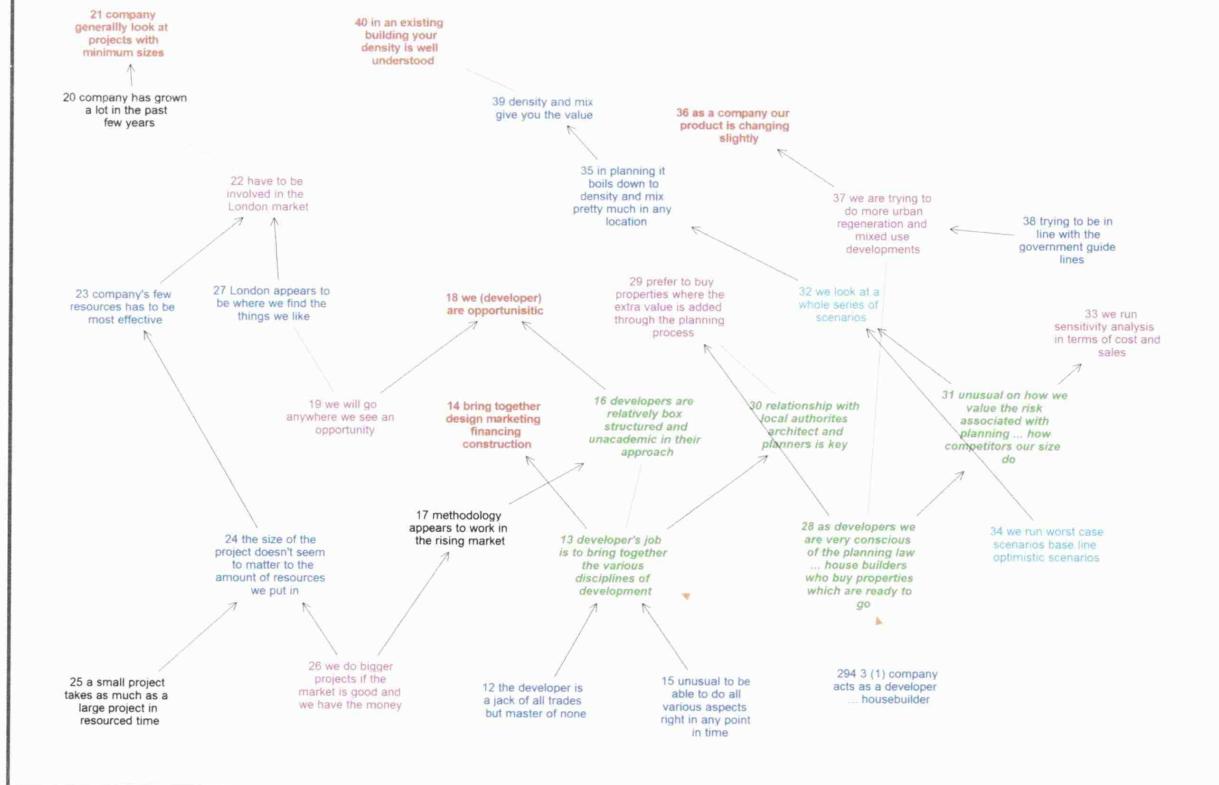 21 company
generailly look at
projects with
minimum sizes
40 in an existing
building your
density is well
understood
20 company has grown
a lot in the past
few years
39 density and mix
give you the value
36 as a company our
product is changing
slightly
22 have to be
involved in the
London market
35 in planning it
boils down to
density and mix
pretty much in any
location
37 we are trying to
do more urban
regeneration and
mixed use
developments
38 trying to be in
line with the
government guide
lines
23 company's few
resources has to be
most effective
27 London appears to
be where we find the
things we like
18 we (developer)
are opportunisitic
29 prefer to buy
properties where the
extra value is added
through the planning
process
32 we look at a
whole series of
scenarios
33 we run
sensitivity analysis
in terms of cost and
sales
19 we will go
anywhere we see an
opportunity
14 bring together
design marketing
financing
construction
16 developers are
relatively box
structured and
unacademic in their
approach
30 relationship with
local authorites
architect and
planners is key
31 unusual on how we
value the risk
associated with
planning ... how
competitors our size
do
24 the size of the
project doesn't seem
to matter to the
amount of resources
we put in
17 methodology
appears to work in
the rising market
13 developer's job
is to bring together
the various
disciplines of
development
28 as developers we
are very conscious
of the planning law
... house builders
who buy properties
which are ready to
go
34 we run worst case
scenarios base line
optimistic scenarios
25 a small project
takes as much as a
large project in
resourced time
26 we do bigger
projects if the
market is good and
we have the money
12 the developer is
a jack of all trades
but master of none
15 unusual to be
able to do all
various aspects
right in any point
in time
294 3 (1) company
acts as a developer
... housebuilder